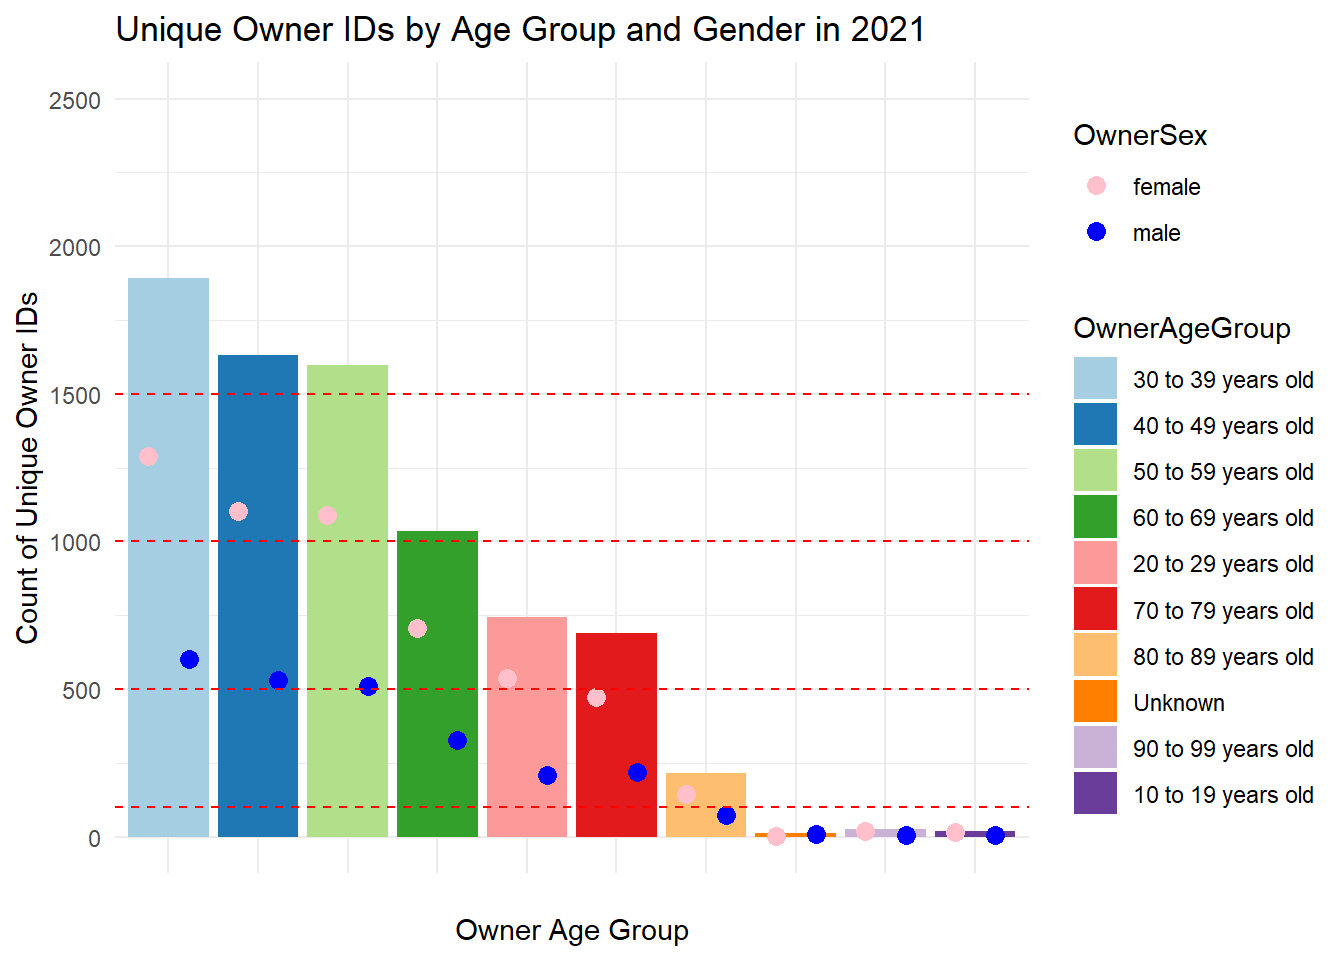 Unique Owner IDs by Age Group and Gender in 2021
Count of Unique Owner IDs
2500
2000
1500
1000
500
0
Owner Age Group
OwnerSex
female
male
OwnerAgeGroup
30 to 39 years old
40 to 49 years old
50 to 59 years old
60 to 69 years old
20 to 29 years old
70 to 79 years old
80 to 89 years old
Unknown
90 to 99 years old
10 to 19 years old